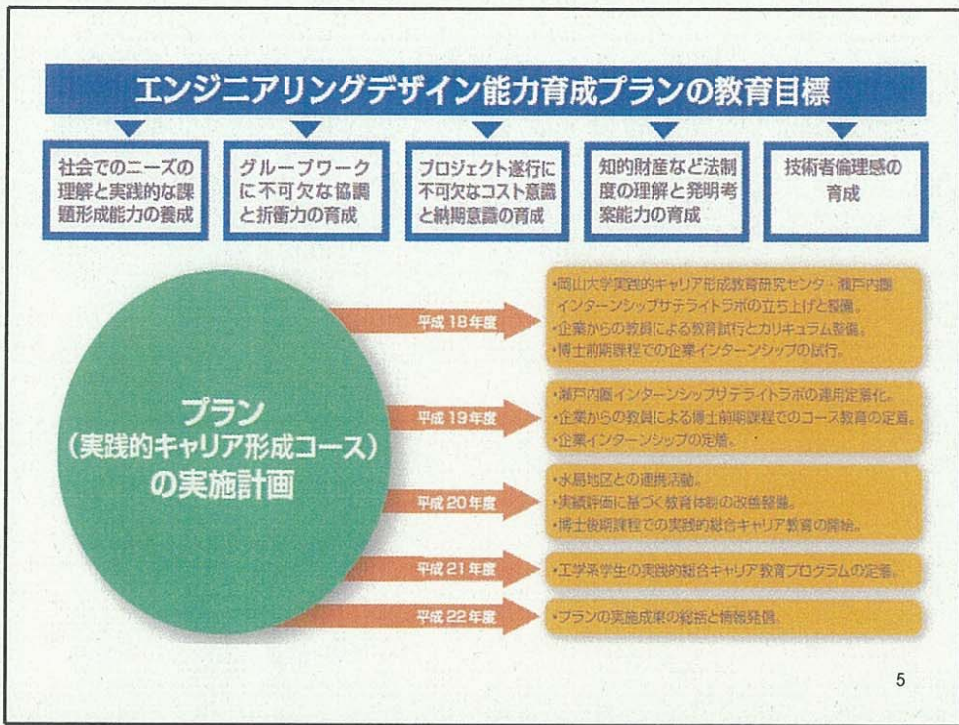 エンジニアリングデザイン能力育成プランの教育目標
社会でのニーズの
理解と実践的な課
題形成能力の養成
グループワーク
に不可欠な協調
と折衝力の育成
プロジェクト遂行に
不可欠なコスト意識
と納期意識の育成
知的財産など法制
度の理解と発明考
案能力の育成
技術者倫理感の
育成
プラン
(実践的キャリア形成コース)
の実施計画
平成18年度
・岡山大学実践的キャリア形成教育研究センタ・瀬戸内圏
インターンシップサテライトラボの立ち上げと整備。
・企業からの教員による教育試行とカリキュラム整備。
・博士前期課程での企業インターンシップの試行。
平成19年度
・瀬戸内圏インターンシップサテライトラボの運用定着化。
・企業からの教員による博士前期課程でのコース教育の定着。
・企業インターンシップの定着。
平成20年度
・水島地区との連携活動。
・実績評価に基づく教育体制の改善整備。
・博士後期課程での実践的総合キャリア教育の開始。
平成21年度
・工学系学生の実践的総合キャリア教育プログラムの定着。
平成22年度
・プランの実施成果の総括と情報発信
5